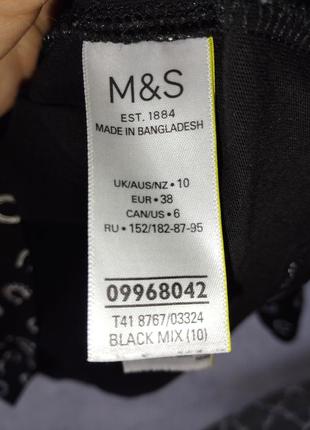 M&S
EST. 1884
MADE IN BANGLADESH
UK/AUS/NZ • 10
EUR • 38
CAN/US • 6
RU • 152/182-87-95
09968042
T41 8767/03324
BLACK MIX (10)